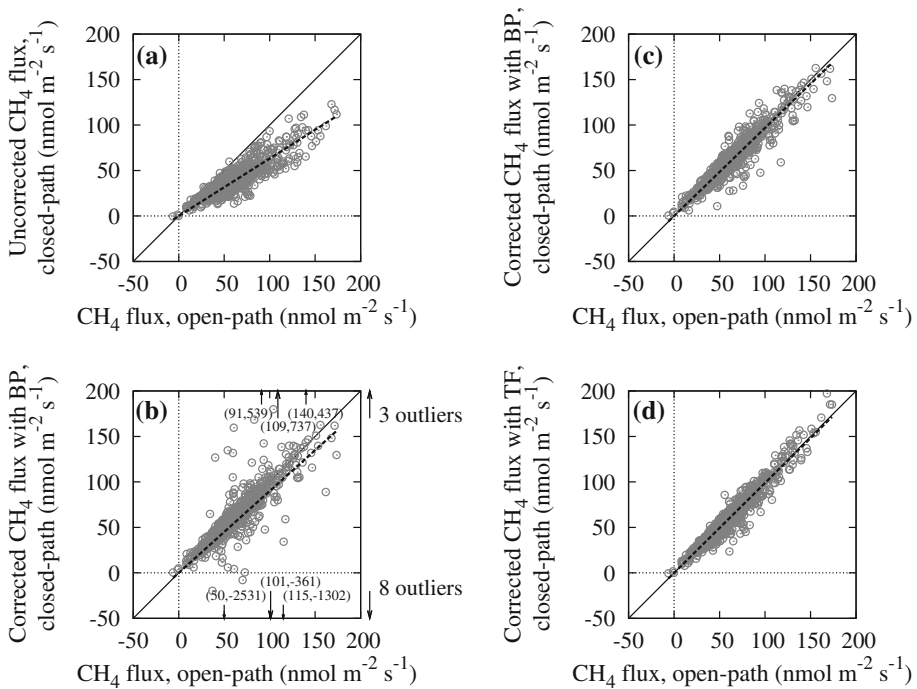 (a)
Uncorrected CH4 flux,
closed-path (nmol m-2 s-1)
200
150
100
50
0
-50
-50 0 50 100 150 200
CH4 flux, open-path (nmol m-2 s-1)
(c)
Corrected CH4 flux with BP,
closed-path (nmol m-2 s-1)
200
150
100
50
0
-50
-50 0 50 100 150 200
CH4 flux, open-path (nmol m-2 s-1)
(b)
Corrected CH4 flux with BP,
closed-path (nmol m-2 s-1)
200
150
100
50
0
-50
(91,539) (140,437)
(109,737)
3 outliers
(101,-361)
(50,-2531) (115,-1302)
8 outliers
-50 0 50 100 150 200
CH4 flux, open-path (nmol m-2 s-1)
(d)
Corrected CH4 flux with TF,
closed-path (nmol m-2 s-1)
200
150
100
50
0
-50
-50 0 50 100 150 200
CH4 flux, open-path (nmol m-2 s-1)